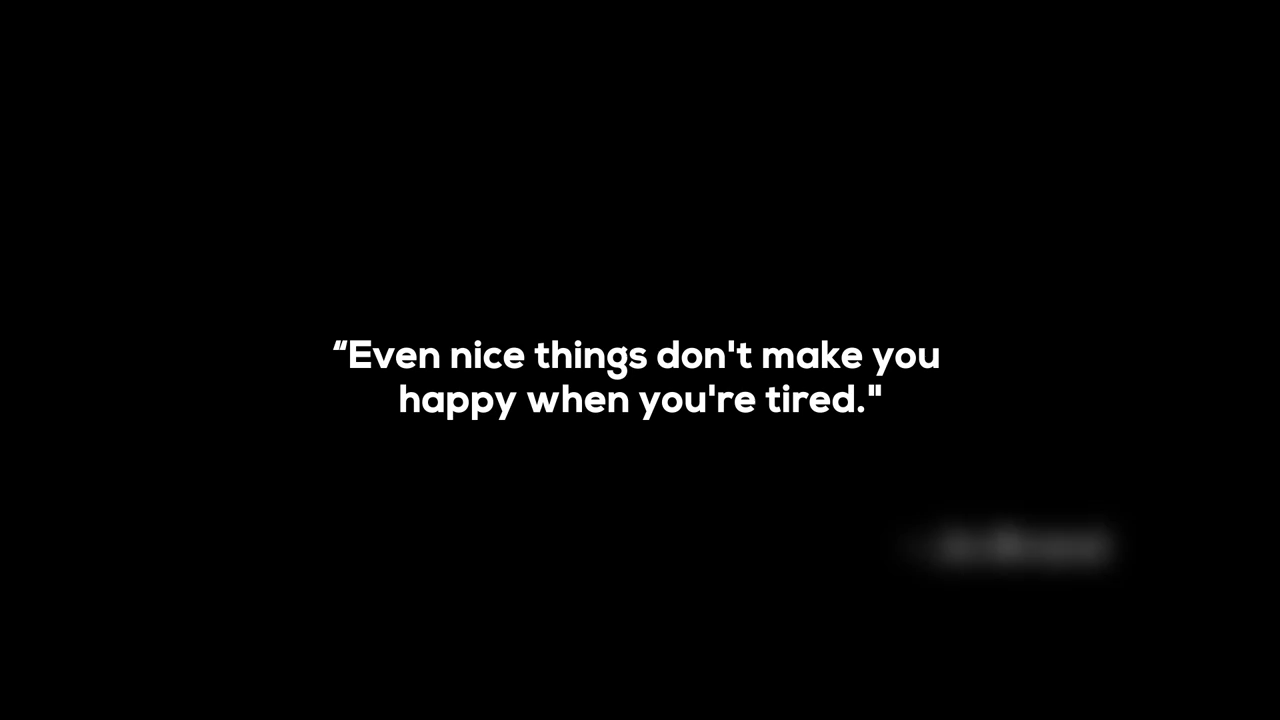 “Even nice things don't make you
happy when you're tired."